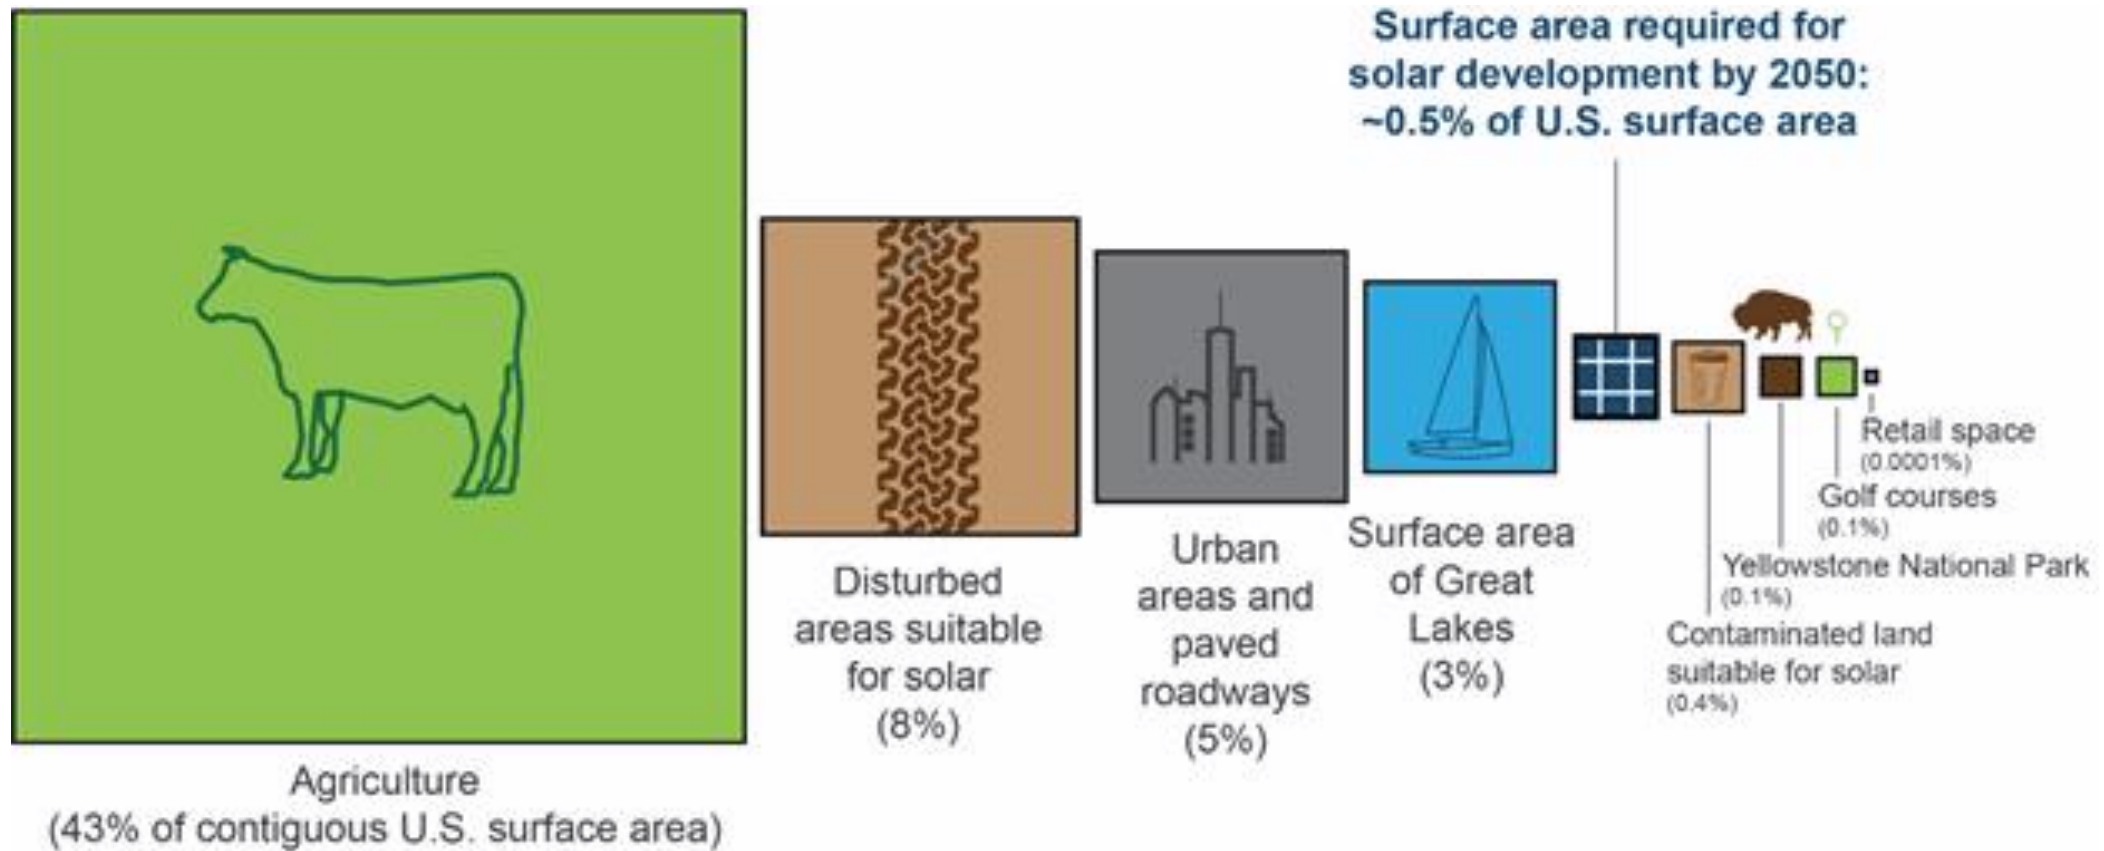 Surface area required for
solar development by 2050:
~0.5% of U.S. surface area
Agriculture
(43% of contiguous U.S. surface area)
Disturbed
areas suitable
for solar
(8%)
Urban
areas and
paved
roadways
(5%)
Surface area
of Great
Lakes
(3%)
Retail space
(0.0001%)
Golf courses
(0.1%)
Yellowstone National Park
(0.1%)
Contaminated land
suitable for solar
(0.4%)